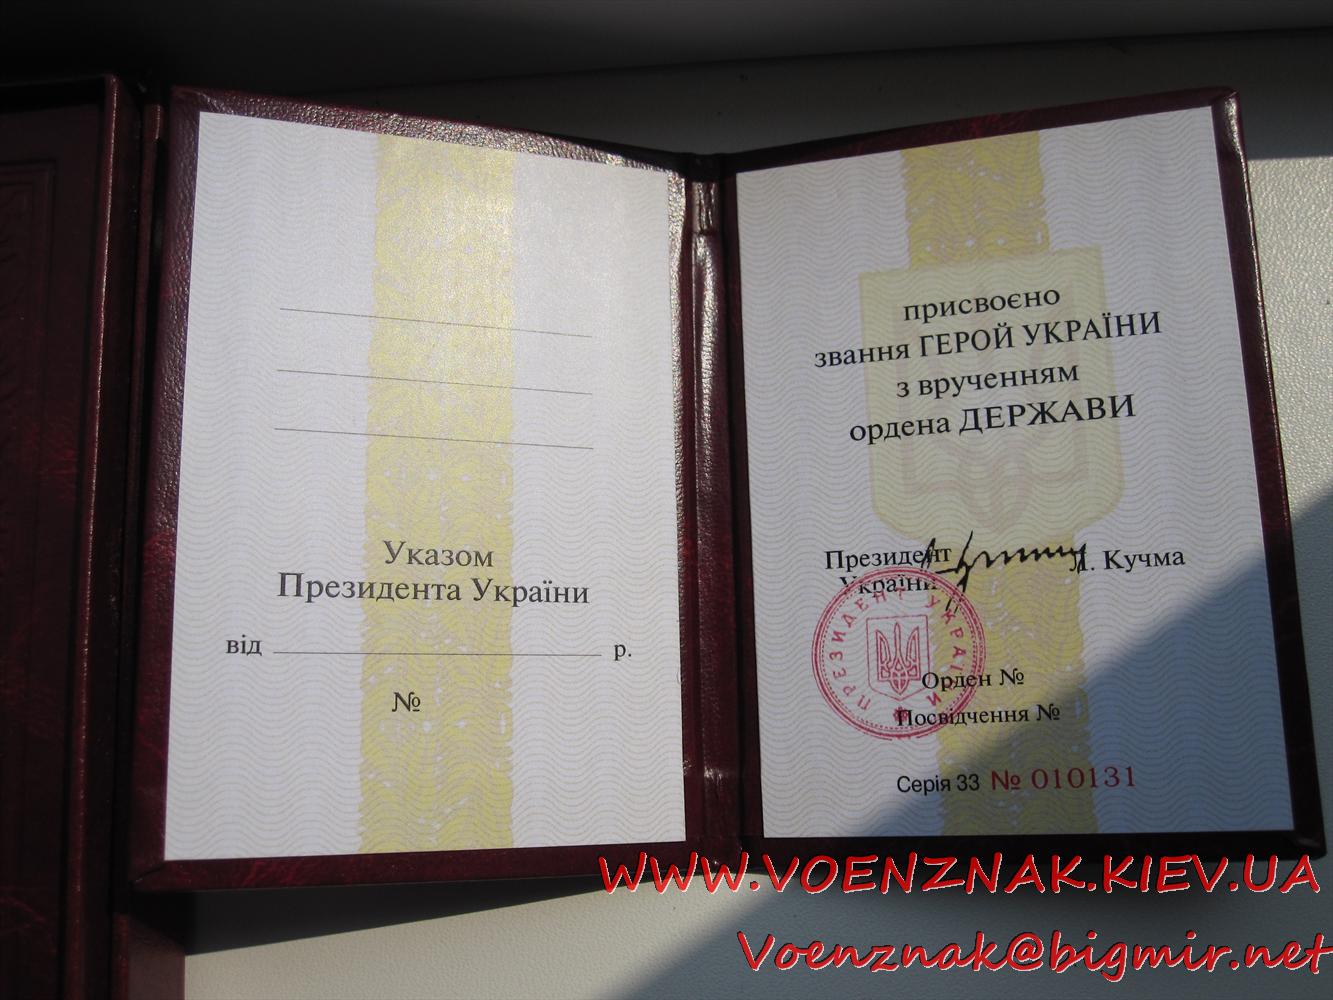 Указом
Президента України
від р.
№
присвоєно
звання ГЕРОЙ УКРАЇНИ
з врученням
ордена ДЕРЖАВИ
Президент
України
Л. Кучма
ПРЕЗИДЕНТ УКРАЇНИ
Орден №
Посвідчення №
Серія 33 № 010131
WWW.VOENZNAK.KIEV.UA
Voenznak@bigmir.net